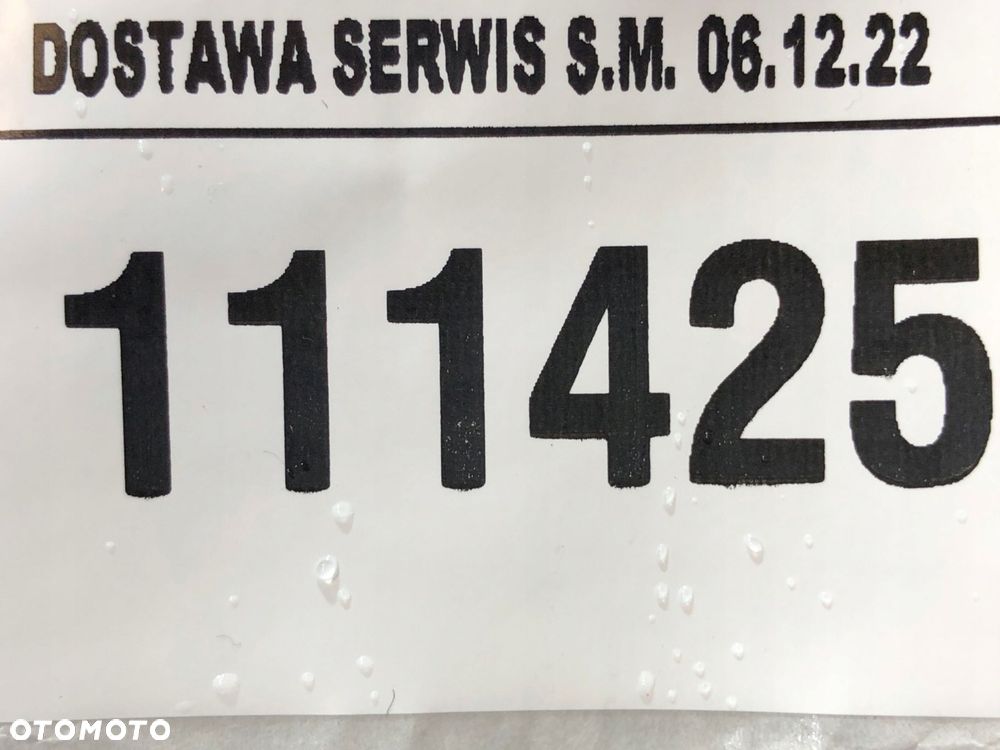 DOSTAWA SERWIS S.M. 06.12.22
111425
OTOMOTO